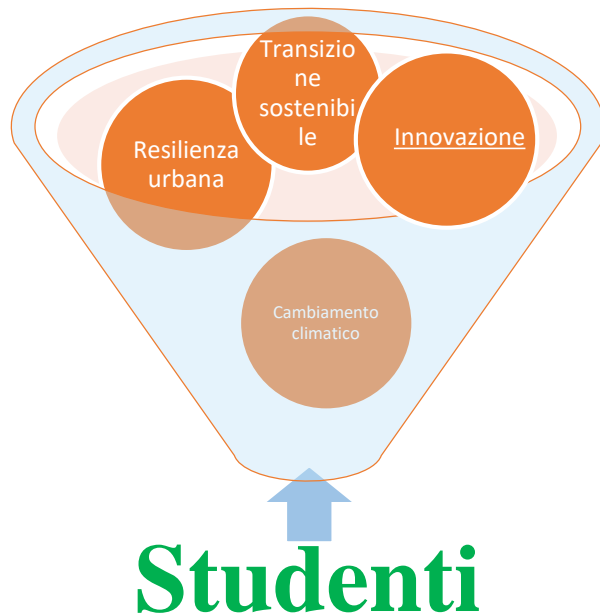 Transizio
ne
sostenibi
le
Innovazione
Resilienza
urbana
Cambiamento
climatico
Studenti